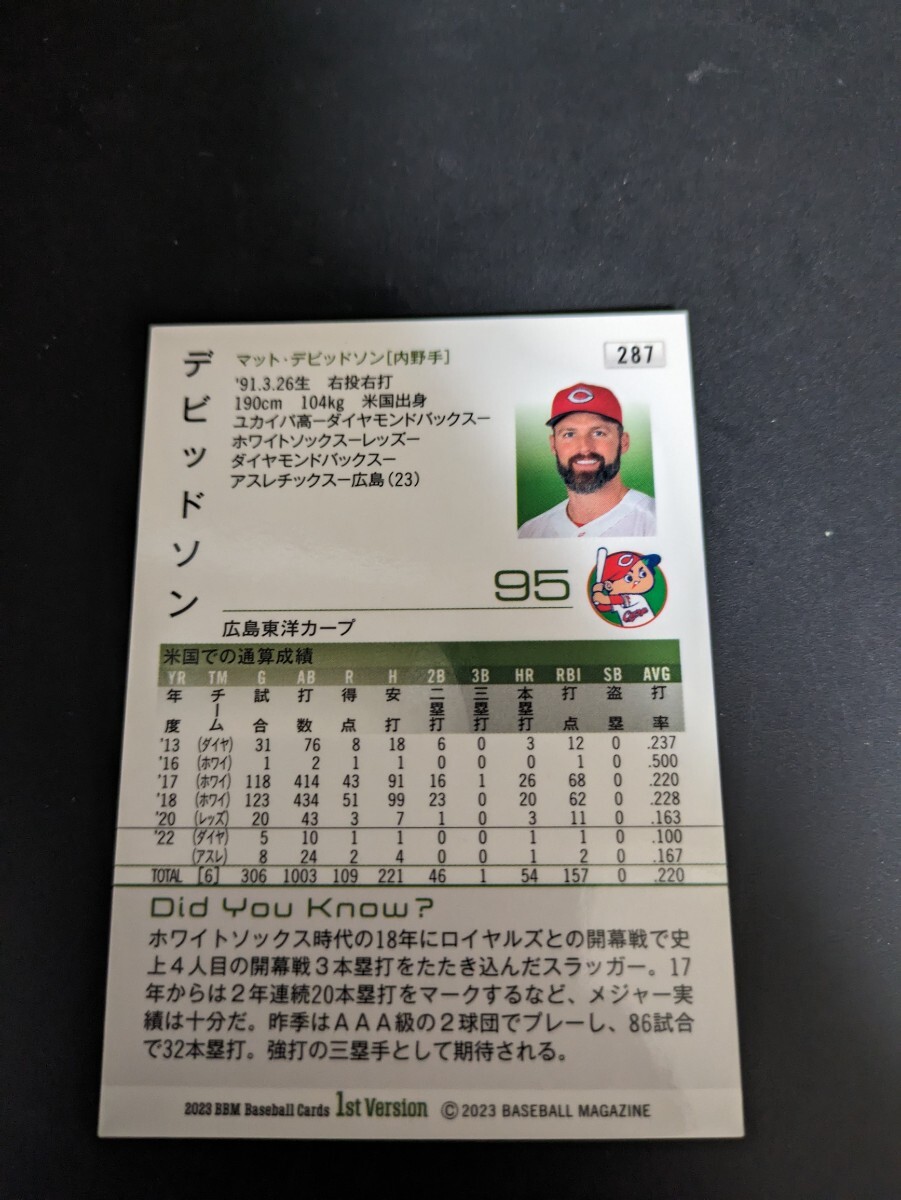 デビッドソン
マット・デビッドソン[内野手]
287
'91.3.26生 右投右打
190cm 104kg 米国出身
ユカイパ高ーダイヤモンドバックスー
ホワイトソックスーレッズー
ダイヤモンドバックスー
アスレチックスー広島(23)
95
広島東洋カープ
米国での通算成績
YR TM G AB R H 2B 3B HR RBI SB AVG
年度 チーム 試合 打数 得点 安打 二塁打 三塁打 本塁打 打点 盗塁 打率
'13 (ダイヤ) 31 76 8 18 6 0 3 12 0 .237
'16 (ホワイ) 1 2 1 1 0 0 0 1 0 .500
'17 (ホワイ) 118 414 43 91 16 1 26 68 0 .220
'18 (ホワイ) 123 434 51 99 23 0 20 62 0 .228
'20 (レッズ) 20 43 3 7 1 0 3 11 0 .163
'22 (ダイヤ) 5 10 1 1 0 0 1 1 0 .100
(アスレ) 8 24 2 4 0 0 1 2 0 .167
TOTAL [6] 306 1003 109 221 46 1 54 157 0 .220
Did You Know?
ホワイトソックス時代の18年にロイヤルズとの開幕戦で史
上4人目の開幕戦3本塁打をたたき込んだスラッガー。17
年からは2年連続20本塁打をマークするなど、メジャー実
績は十分だ。昨季はAAA級の2球団でプレーし、86試合
で32本塁打。強打の三塁手として期待される。
2023 BBM Baseball Cards 1st Version ©2023 BASEBALL MAGAZINE